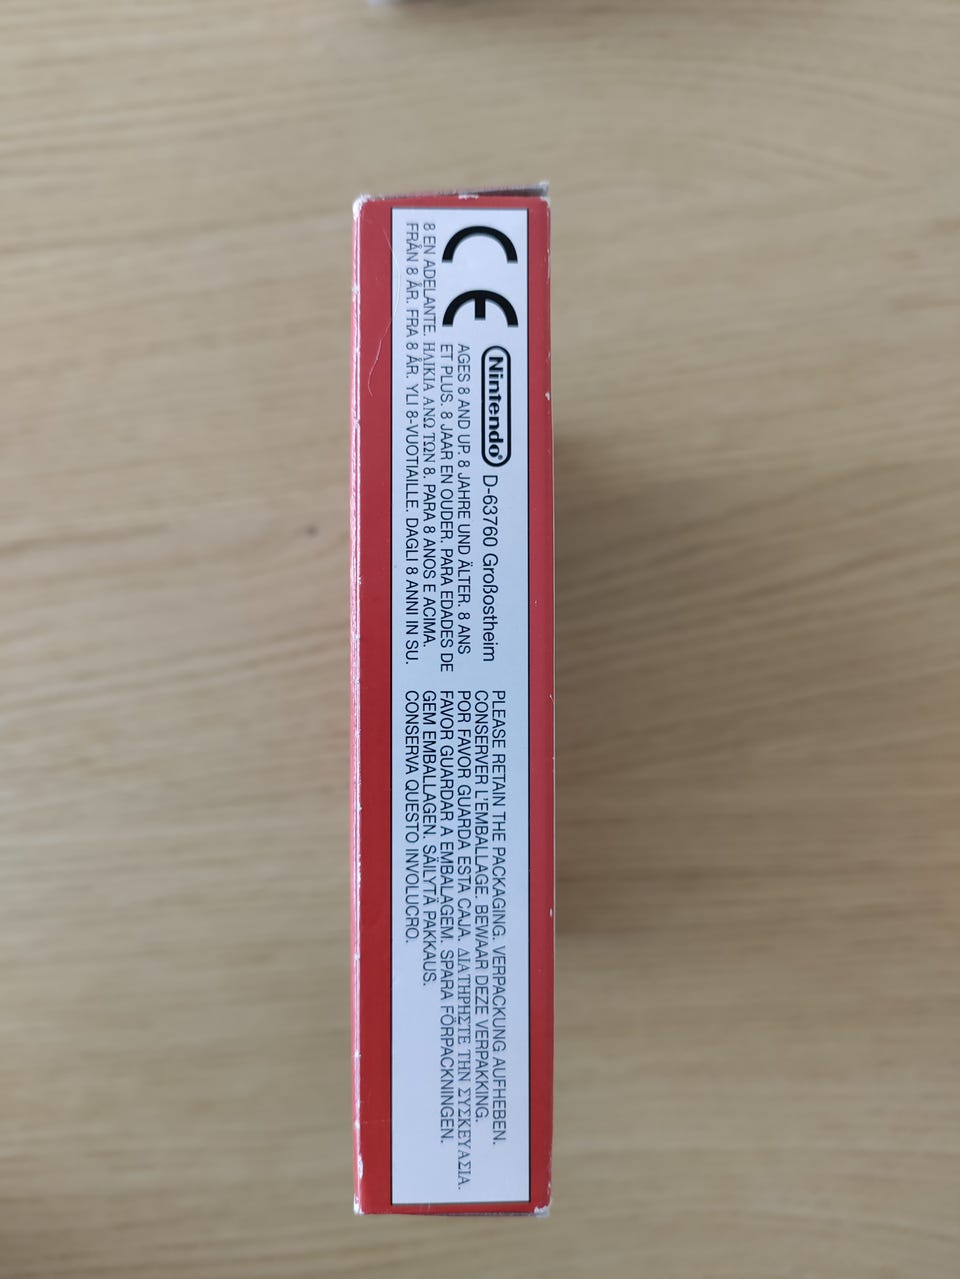 CE
Nintendo® D-63760 Großostheim
AGES 8 AND UP. 8 JAHRE UND ÄLTER. 8 ANS
ET PLUS. 8 JAAR EN OUDER. PARA EDADES DE
8 EN ADELANTE. ΗΛΙΚΙΑ ΑΝΩ ΤΩΝ 8. PARA 8 ANOS E ACIMA.
FRÅN 8 ÅR. FRA 8 ÅR. YLI 8-VUOTIAILLE. DAGLI 8 ANNI IN SU.
PLEASE RETAIN THE PACKAGING. VERPACKUNG AUFHEBEN.
CONSERVER L'EMBALLAGE. BEWAAR DEZE VERPAKKING.
POR FAVOR GUARDA ESTA CAJA. ΔΙΑΤΗΡΗΣΤΕ ΤΗΝ ΣΥΣΚΕΥΑΣΙΑ.
FAVOR GUARDAR A EMBALAGEM. SPARA FÖRPACKNINGEN.
GEM EMBALLAGEN. SÄILYTÄ PAKKAUS.
CONSERVA QUESTO INVOLUCRO.